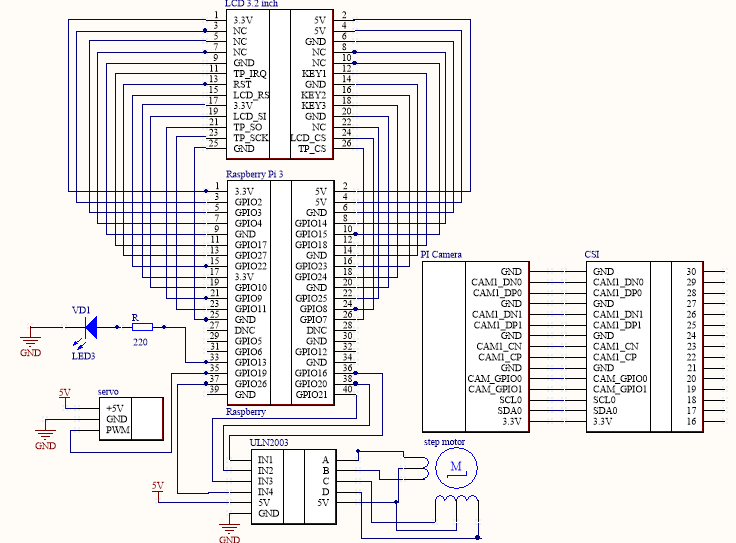 LCD 3.2 inch
1 3.3V 5V 2
3 NC 5V 4
5 NC GND 6
7 NC NC 8
9 GND NC 10
11 TP_IRQ KEY1 12
13 RST GND 14
15 LCD_RS KEY2 16
17 3.3V KEY3 18
19 LCD_SI GND 20
21 TP_SO NC 22
23 TP_SCK LCD_CS 24
25 GND TP_CS 26
Raspberry Pi 3
1 3.3V 5V 2
3 GPIO2 5V 4
5 GPIO3 GND 6
7 GPIO4 GPIO14 8
9 GND GPIO15 10
11 GPIO17 GPIO18 12
13 GPIO27 GND 14
15 GPIO22 GPIO23 16
17 3.3V GPIO24 18
19 GPIO10 GND 20
21 GPIO9 GPIO25 22
23 GPIO11 GPIO8 24
25 GND GPIO7 26
27 DNC DNC 28
29 GPIO5 GND 30
31 GPIO6 GPIO12 32
33 GPIO13 GND 34
35 GPIO19 GPIO16 36
37 GPIO26 GPIO20 38
39 GND GPIO21 40
Raspberry
PI Camera
GND
CAM1_DN0
CAM1_DP0
GND
CAM1_DN1
CAM1_DP1
GND
CAM1_CN
CAM1_CP
GND
CAM_GPIO0
CAM_GPIO1
SCL0
SDA0
3.3V
CSI
GND 30
CAM1_DN0 29
CAM1_DP0 28
GND 27
CAM1_DN1 26
CAM1_DP1 25
GND 24
CAM1_CN 23
CAM1_CP 22
GND 21
CAM_GPIO0 20
CAM_GPIO1 19
SCL0 18
SDA0 17
3.3V 16
VD1
R
LED3
220
GND
5V
servo
+5V
GND
PWM
GND
ULN2003
IN1 A
IN2 B
IN3 C
IN4 D
5V 5V
GND
5V
GND
step motor
M